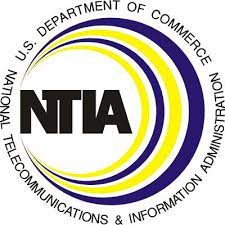 U.S. DEPARTMENT OF COMMERCE
NTIA
NATIONAL TELECOMMUNICATIONS & INFORMATION ADMINISTRATION